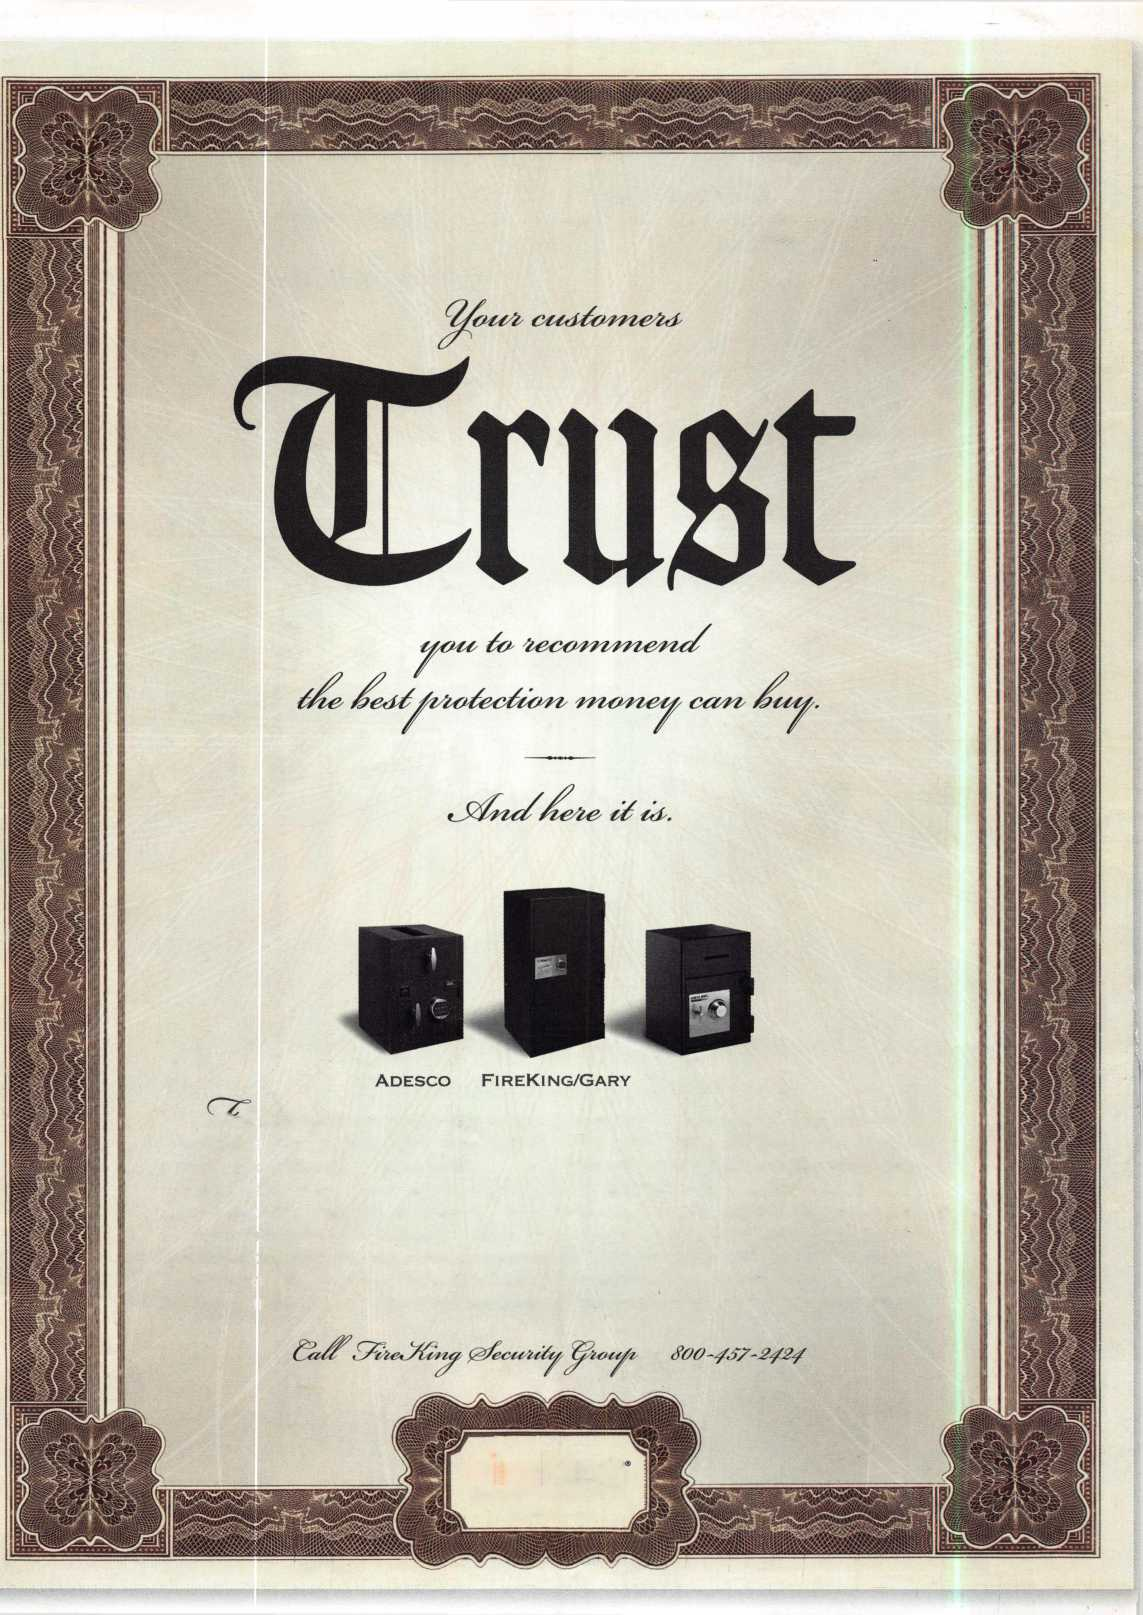 Your customers
Trust
you to recommend
the best protection money can buy.
And here it is.
ADESCO FIREKING/GARY
T
Call FireKing Security Group 800-457-2424
®